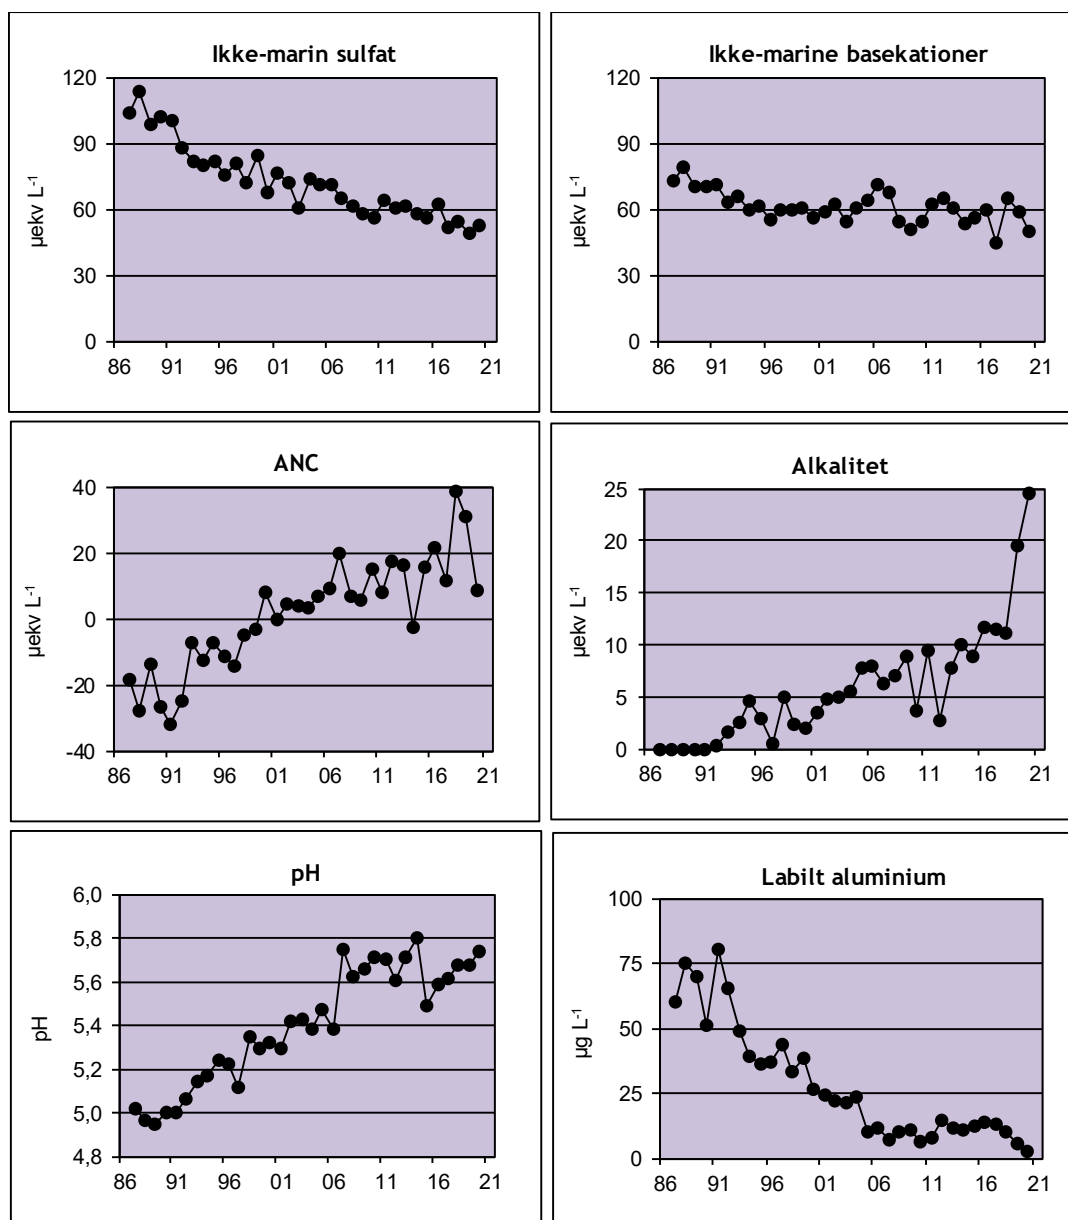 Ikke-marin sulfat
120
90
60
30
0
µekv L-1
86 91 96 01 06 11 16 21
Ikke-marine basekationer
120
90
60
30
0
µekv L-1
86 91 96 01 06 11 16 21
ANC
40
20
0
-20
-40
µekv L-1
86 91 96 01 06 11 16 21
Alkalitet
25
20
15
10
5
0
µekv L-1
86 91 96 01 06 11 16 21
pH
6,0
5,8
5,6
5,4
5,2
5,0
4,8
pH
86 91 96 01 06 11 16 21
Labilt aluminium
100
75
50
25
0
µg L-1
86 91 96 01 06 11 16 21